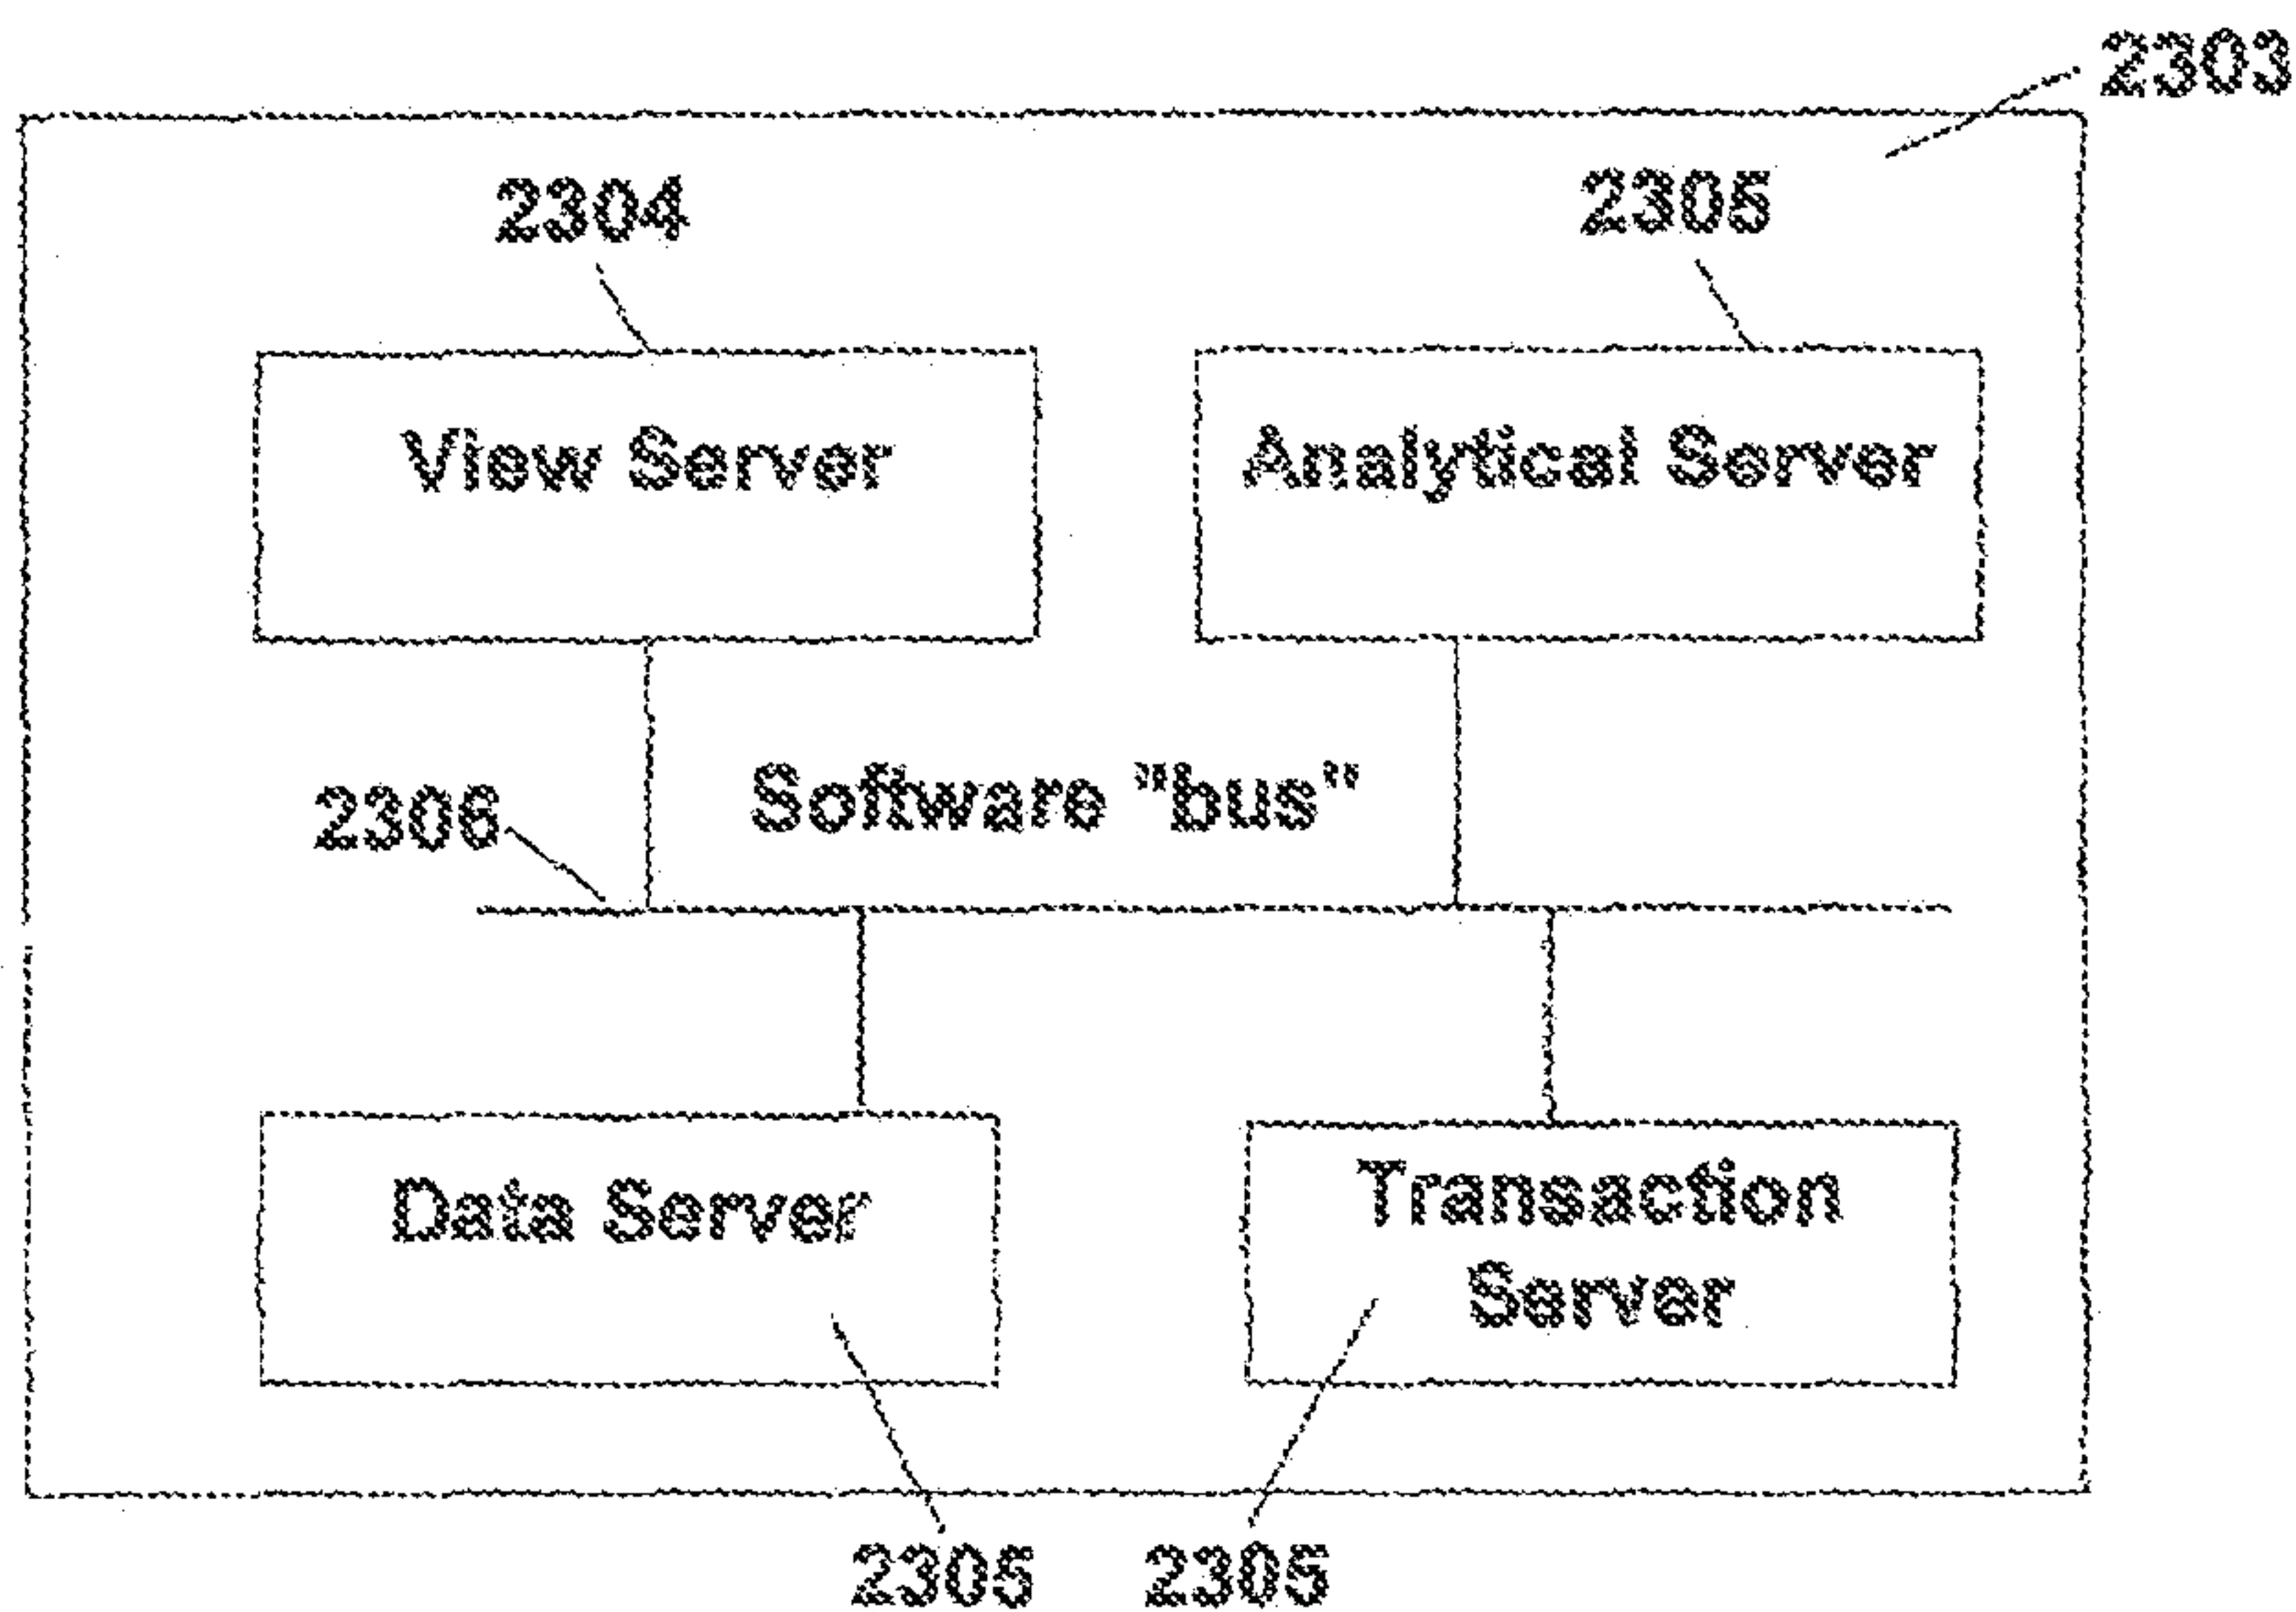 2303
2304
2305
View Server
Analytical Server
Software "bus"
2306
Data Server
Transaction
Server
2305
2305